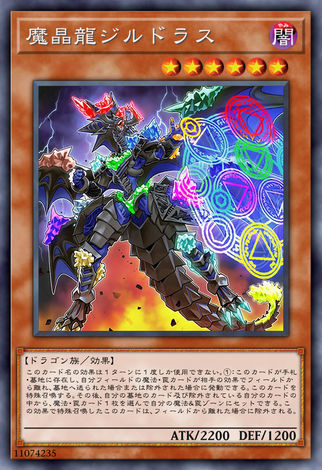 魔晶龍ジルドラス
闇
やみ
【ドラゴン族／効果】
このカード名の効果は１ターンに１度しか使用できない。①：このカードが手札
・墓地に存在し、自分フィールドの魔法・罠カードが相手の効果でフィールドか
ら離れ、墓地へ送られた場合または除外された場合に発動できる。このカードを
特殊召喚する。その後、自分の墓地のカード及び除外されている自分のカードの
中から、魔法・罠カード１枚を選んで自分の魔法＆罠ゾーンにセットできる。こ
の効果で特殊召喚したこのカードは、フィールドから離れた場合に除外される。
ATK/2200 DEF/1200
11074235